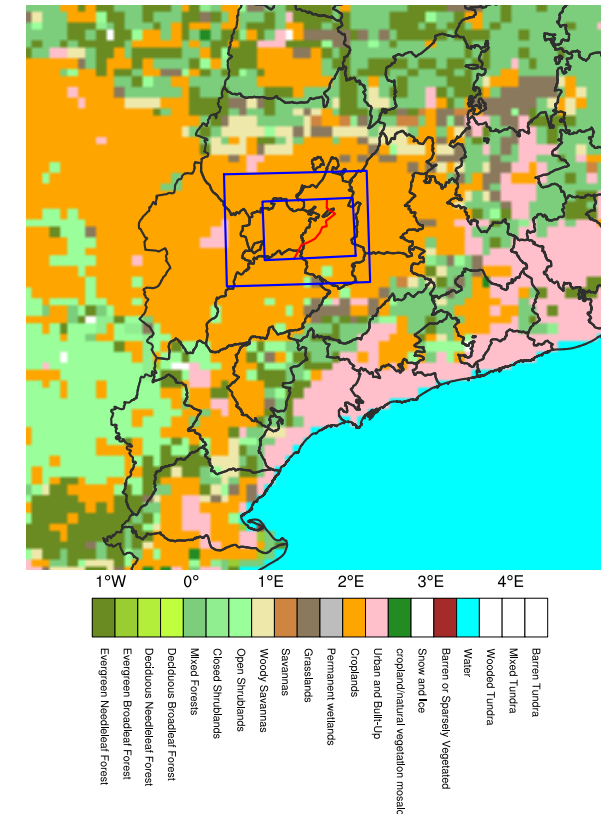 1°W 0° 1°E 2°E 3°E 4°E
Evergreen Needleleaf Forest
Evergreen Broadleaf Forest
Deciduous Needleleaf Forest
Decidous Broadleaf Forest
Mixed Forests
Closed Shrublands
Open Shrublands
Woody Savannas
Savannas
Grasslands
Permanent wetlands
Croplands
Urban and Built-Up
cropland/natural vegetation mosaic
Snow and Ice
Barren or Sparsely Vegetated
Water
Wooded Tundra
Mixed Tundra
Barren Tundra